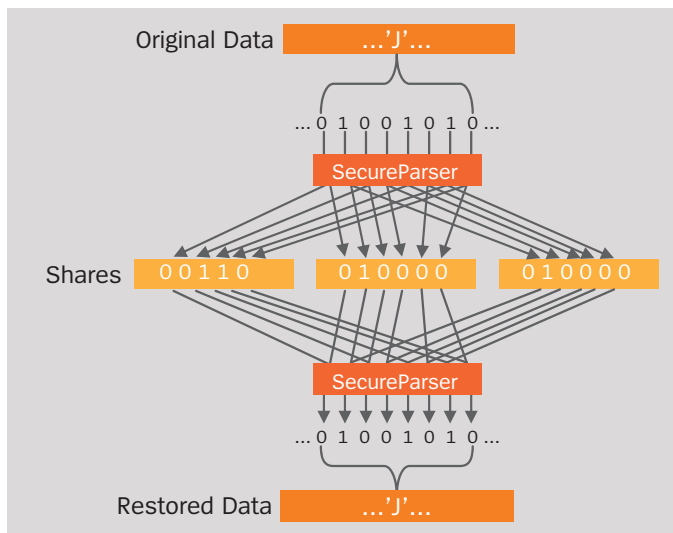 Original Data ...'J'...
... 0 1 0 0 1 0 1 0 ...
SecureParser
Shares 0 0 1 1 0 0 1 0 0 0 0 0 1 0 0 0 0
SecureParser
... 0 1 0 0 1 0 1 0 ...
Restored Data ...'J'...